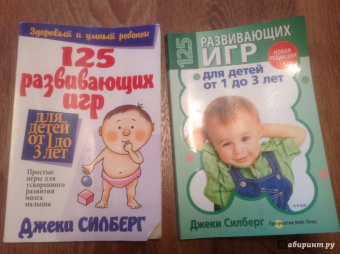 Здоровый и умный ребенок
125
развивающих
игр
для
детей
от 1 до
3 лет
Простые
игры для
ускоренного
развития
мозга
малыша
Джеки СИЛБЕРГ
125
РАЗВИВАЮЩИХ
ИГР
НОВАЯ
РЕДАКЦИЯ
для детей
от 1 до 3 лет
Джеки Силберг
лабиринт.ру